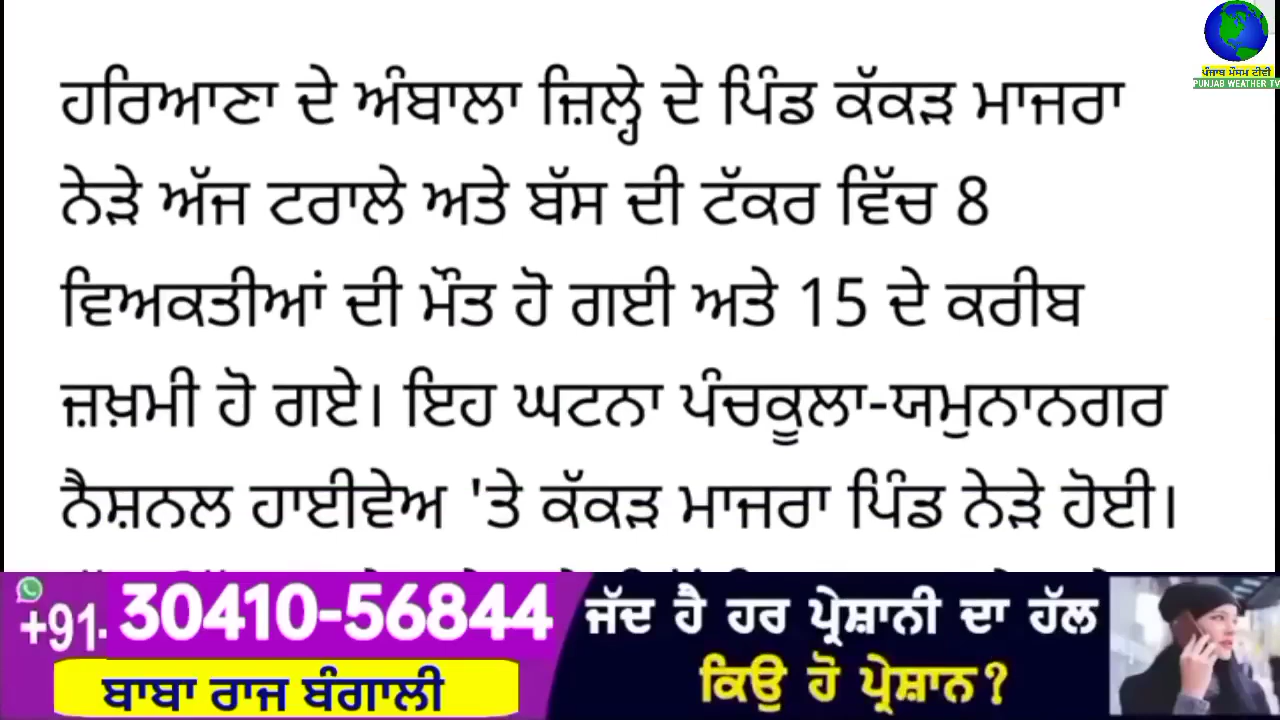 ਪੰਜਾਬ ਮੌਸਮ ਟੀਵੀ
PUNJAB WEATHER TV
ਹਰਿਆਣਾ ਦੇ ਅੰਬਾਲਾ ਜ਼ਿਲ੍ਹੇ ਦੇ ਪਿੰਡ ਕੱਕੜ ਮਾਜਰਾ
ਨੇੜੇ ਅੱਜ ਟਰਾਲੇ ਅਤੇ ਬੱਸ ਦੀ ਟੱਕਰ ਵਿੱਚ 8
ਵਿਅਕਤੀਆਂ ਦੀ ਮੌਤ ਹੋ ਗਈ ਅਤੇ 15 ਦੇ ਕਰੀਬ
ਜ਼ਖ਼ਮੀ ਹੋ ਗਏ। ਇਹ ਘਟਨਾ ਪੰਚਕੂਲਾ-ਯਮੁਨਾਨਗਰ
ਨੈਸ਼ਨਲ ਹਾਈਵੇਅ 'ਤੇ ਕੱਕੜ ਮਾਜਰਾ ਪਿੰਡ ਨੇੜੇ ਹੋਈ।
+91- 30410-56844
ਬਾਬਾ ਰਾਜ ਬੰਗਾਲੀ
ਜੱਦ ਹੈ ਹਰ ਪ੍ਰੇਸ਼ਾਨੀ ਦਾ ਹੱਲ
ਕਿਉ ਹੋ ਪ੍ਰੇਸ਼ਾਨ?